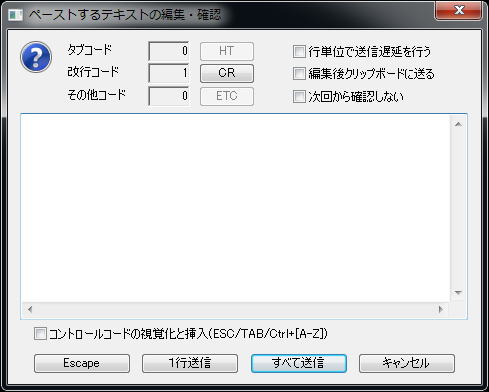 ペーストするテキストの編集・確認
タブコード 0 HT 行単位で送信遅延を行う
改行コード 1 CR 編集後クリップボードに送る
その他コード 0 ETC 次回から確認しない
コントロールコードの視覚化と挿入(ESC/TAB/Ctrl+[A-Z])
Escape 1行送信 すべて送信 キャンセル